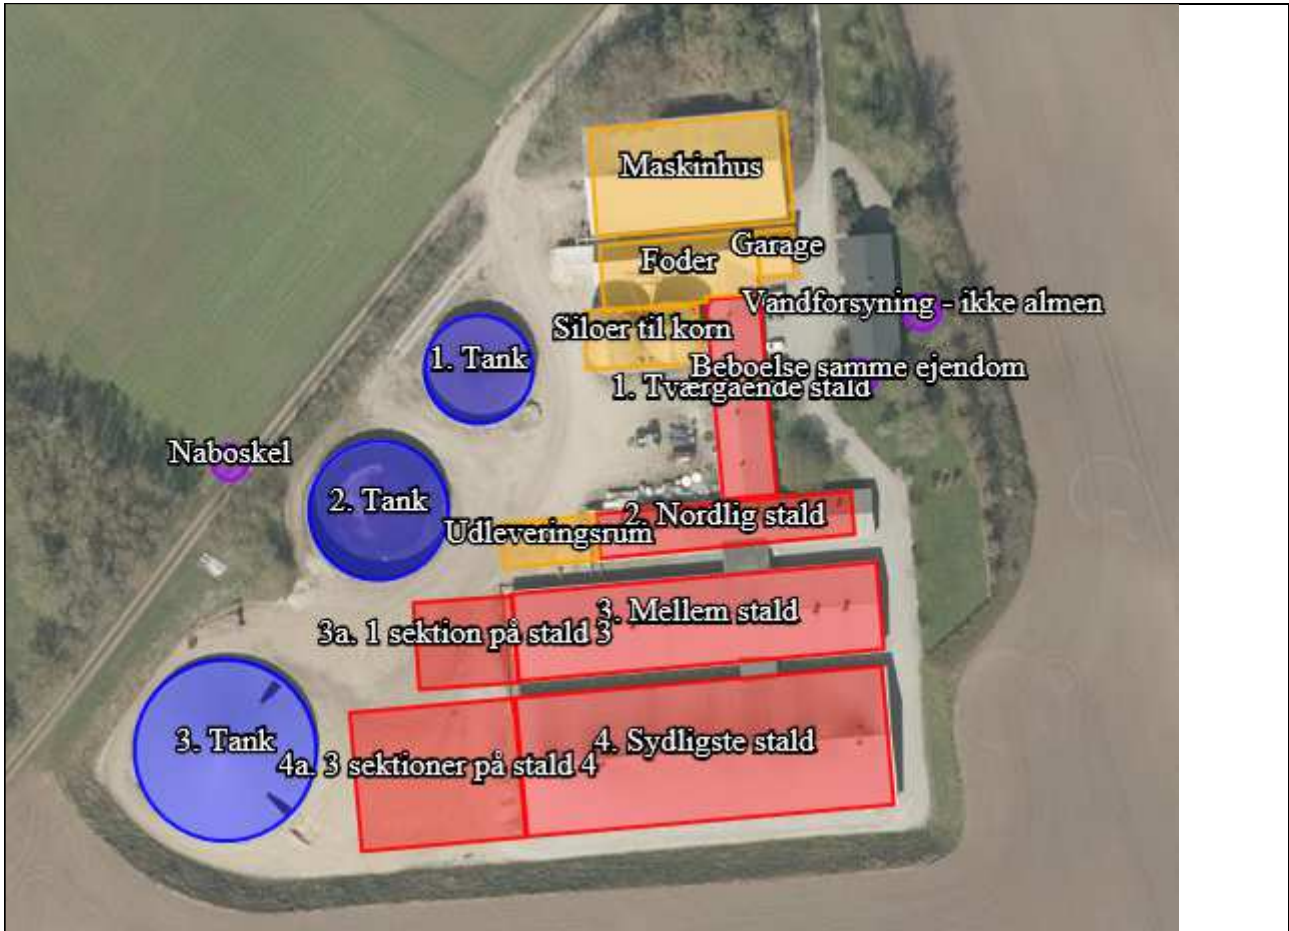 Maskinhus
Garage
Foder
Vandforsyning - ikke almen
Siloer til korn
1. Tank
Beboelse samme ejendom
1. Tværgående stald
Naboskel
2. Tank
2. Nordlig stald
Udleveringsrum
3. Mellem stald
3a. 1 sektion på stald 3
3. Tank
4. Sydligste stald
4a. 3 sektioner på stald 4